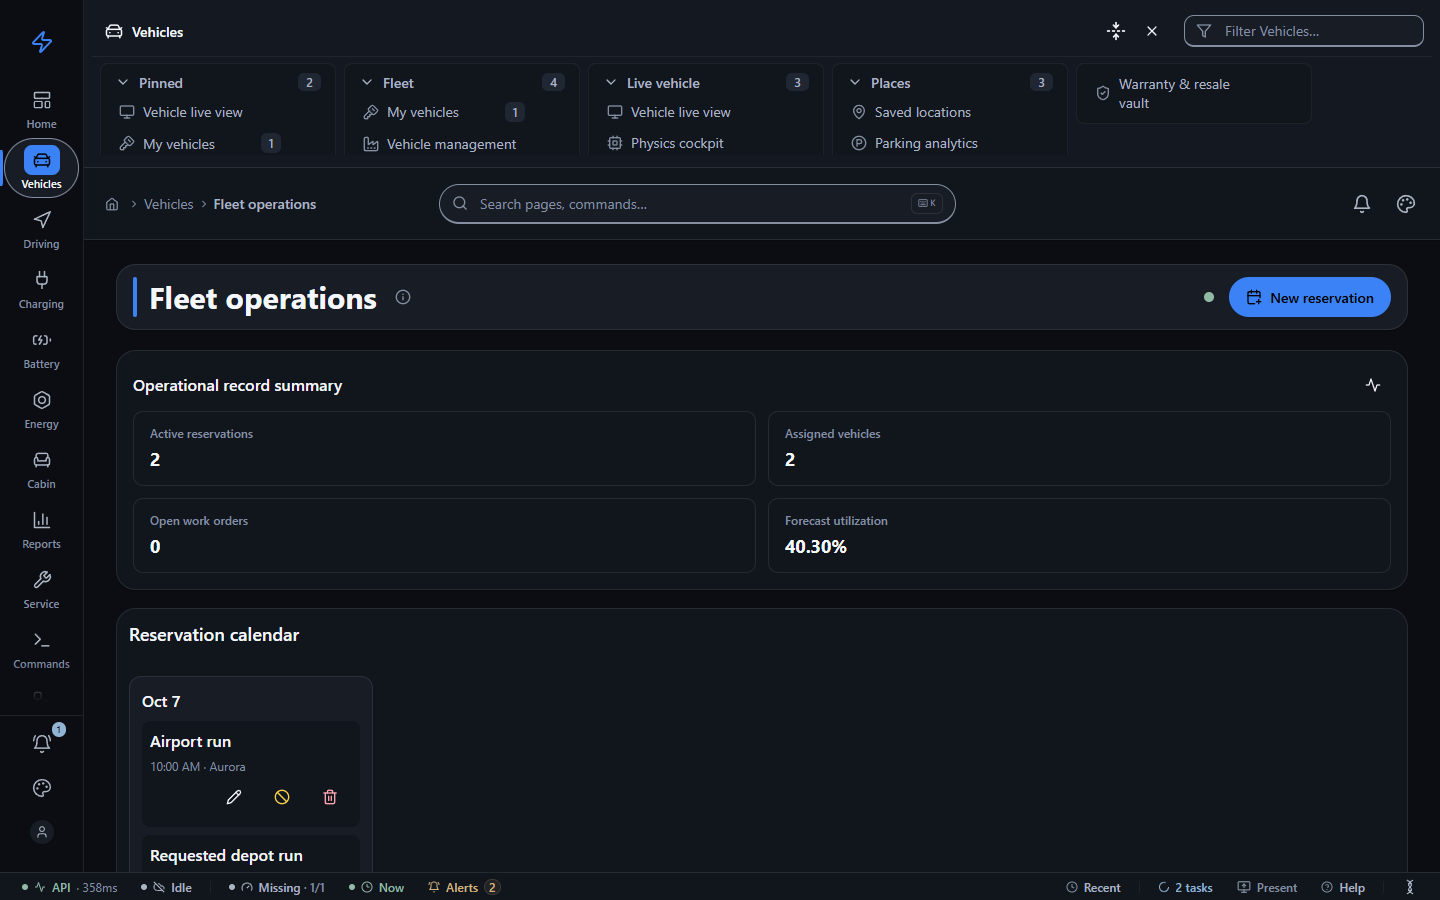 Vehicles
Filter Vehicles...
Pinned 2
Vehicle live view
My vehicles 1
Fleet 4
My vehicles 1
Vehicle management
Live vehicle 3
Vehicle live view
Physics cockpit
Places 3
Saved locations
Parking analytics
Warranty & resale
vault
Home
Vehicles
Driving
Charging
Battery
Energy
Cabin
Reports
Service
Commands
1
Vehicles
Fleet operations
Search pages, commands...
K
Fleet operations
New reservation
Operational record summary
Active reservations
2
Assigned vehicles
2
Open work orders
0
Forecast utilization
40.30%
Reservation calendar
Oct 7
Airport run
10:00 AM · Aurora
Requested depot run
API · 358ms
Idle
Missing · 1/1
Now
Alerts 2
Recent
2 tasks
Present
Help